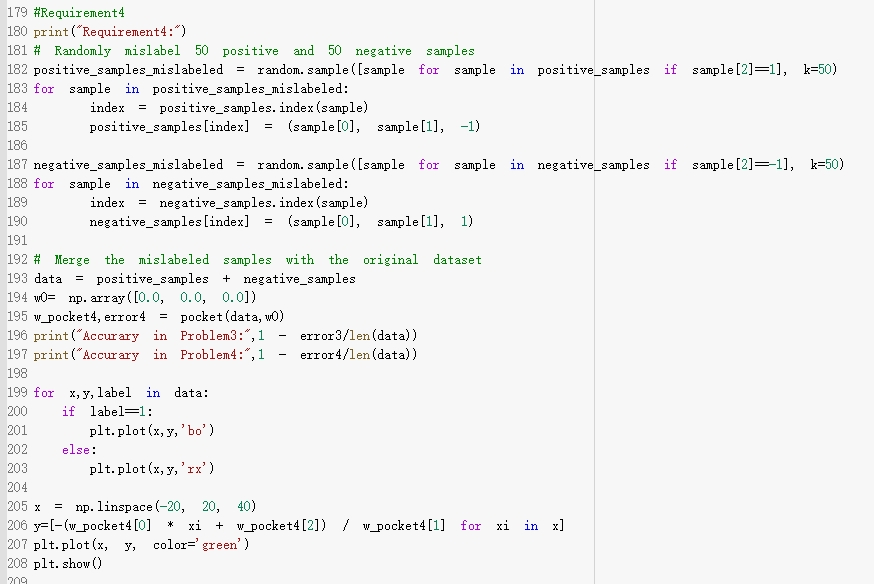 179 #Requirement4
180 print("Requirement4:")
181 # Randomly mislabel 50 positive and 50 negative samples
182 positive_samples_mislabeled = random.sample([sample for sample in positive_samples if sample[2]==1], k=50)
183 for sample in positive_samples_mislabeled:
184 index = positive_samples.index(sample)
185 positive_samples[index] = (sample[0], sample[1], -1)
186
187 negative_samples_mislabeled = random.sample([sample for sample in negative_samples if sample[2]==-1], k=50)
188 for sample in negative_samples_mislabeled:
189 index = negative_samples.index(sample)
190 negative_samples[index] = (sample[0], sample[1], 1)
191
192 # Merge the mislabeled samples with the original dataset
193 data = positive_samples + negative_samples
194 w0= np.array([0.0, 0.0, 0.0])
195 w_pocket4,error4 = pocket(data,w0)
196 print("Accurary in Problem3:",1 - error3/len(data))
197 print("Accurary in Problem4:",1 - error4/len(data))
198
199 for x,y,label in data:
200 if label==1:
201 plt.plot(x,y,'bo')
202 else:
203 plt.plot(x,y,'rx')
204
205 x = np.linspace(-20, 20, 40)
206 y=[-(w_pocket4[0] * xi + w_pocket4[2]) / w_pocket4[1] for xi in x]
207 plt.plot(x, y, color='green')
208 plt.show()
209